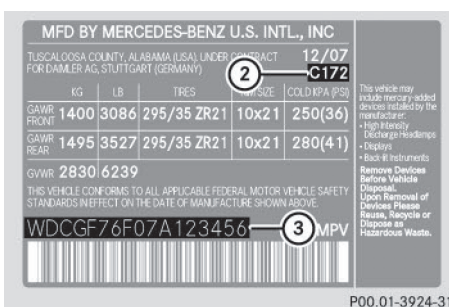 MFD BY MERCEDES-BENZ U.S. INTL., INC
TUSCALOOSA COUNTY, ALABAMA (USA). UNDER CONTRACT 12/07
FOR DAIMLER AG, STUTTGART (GERMANY)
2
C172
KG LB TIRES RIMSIZE COLD KPA (PSI)
GAWR FRONT 1400 3086 295/35 ZR21 10x21 250(36)
GAWR REAR 1495 3527 295/35 ZR21 10x21 280(41)
GVWR 2830 6239
THIS VEHICLE CONFORMS TO ALL APPLICABLE FEDERAL MOTOR VEHICLE SAFETY
STANDARDS IN EFFECT ON THE DATE OF MANUFACTURE SHOWN ABOVE.
WDCGF76F07A123456 3 MPV
This vehicle may
include mercury-added
devices installed by the
manufacturer:
• High Intensity
Discharge Headlamps
• Displays
• Back-lit Instruments
Remove Devices
Before Vehicle
Disposal.
Upon Removal of
Devices Please
Reuse, Recycle or
Dispose as
Hazardous Waste.
P00.01-3924-31